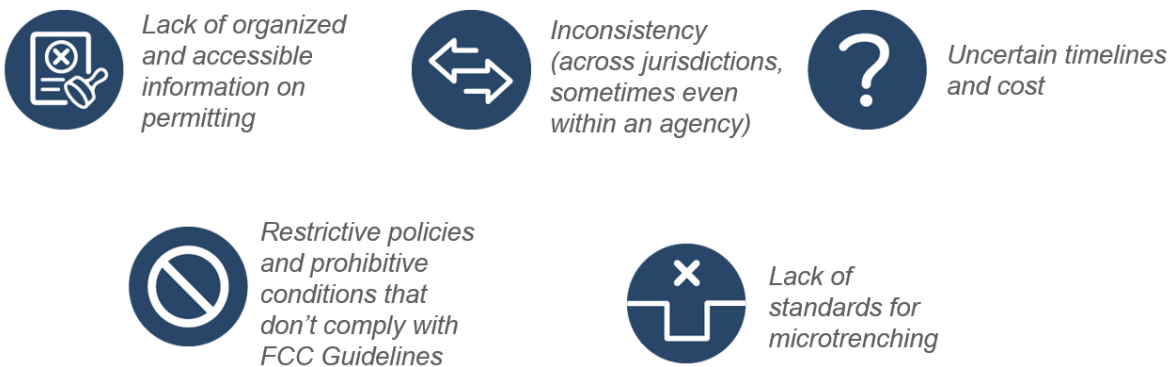 Lack of organized
and accessible
information on
permitting
Inconsistency
(across jurisdictions,
sometimes even
within an agency)
Uncertain timelines
and cost
Restrictive policies
and prohibitive
conditions that
don’t comply with
FCC Guidelines
Lack of
standards for
microtrenching